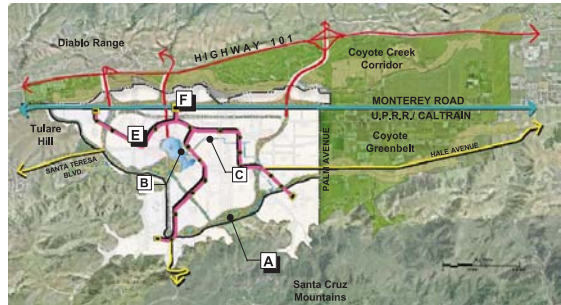 Diablo Range
HIGHWAY 101
Coyote Creek
Corridor
F
MONTEREY ROAD
U.P.R.R./ CALTRAIN
Tulare
Hill
E
Coyote
Greenbelt
SANTA TERESA
BLVD.
B
C
PALM AVENUE
HALE AVENUE
A
Santa Cruz
Mountains